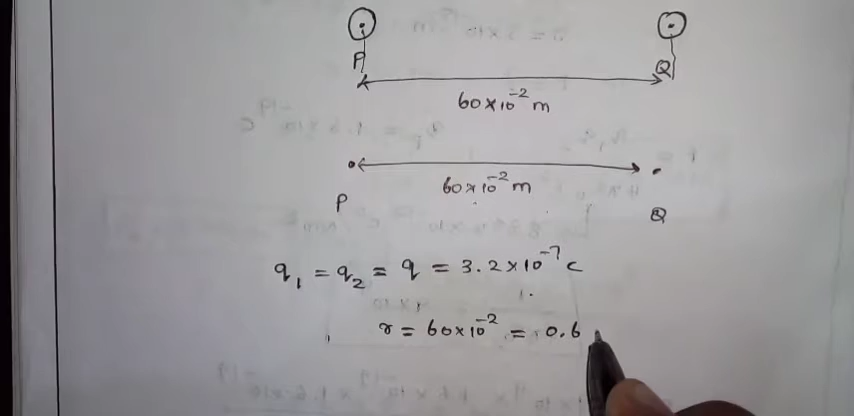 P Q
60×10⁻² m
60×10⁻² m
P Q
q₁ = q₂ = q = 3.2×10⁻⁷ C
r = 60×10⁻² = 0.6